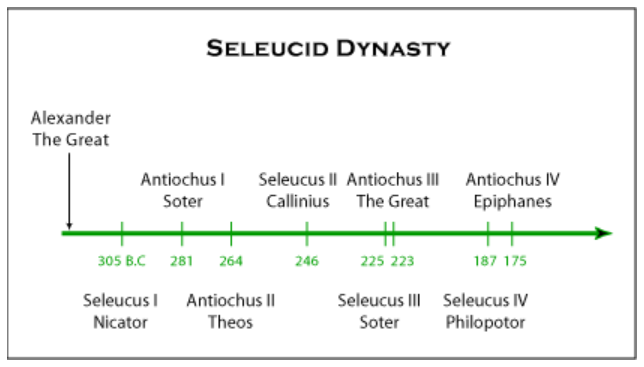 SELEUCID DYNASTY
Alexander
The Great
Antiochus I
Soter
Seleucus II
Callinius
Antiochus III
The Great
Antiochus IV
Epiphanes
305 B.C 281 264 246 225 223 187 175
Seleucus I
Nicator
Antiochus II
Theos
Seleucus III
Soter
Seleucus IV
Philopotor